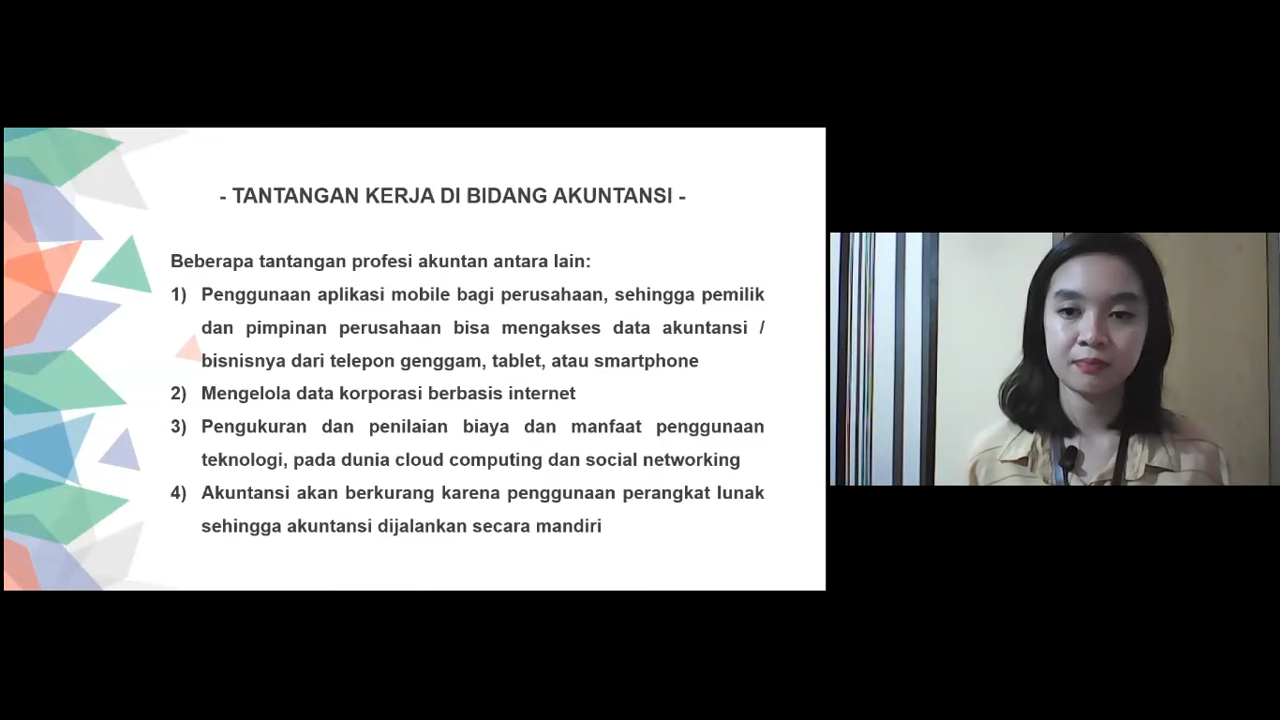 - TANTANGAN KERJA DI BIDANG AKUNTANSI -
Beberapa tantangan profesi akuntan antara lain:
1) Penggunaan aplikasi mobile bagi perusahaan, sehingga pemilik
dan pimpinan perusahaan bisa mengakses data akuntansi /
bisnisnya dari telepon genggam, tablet, atau smartphone
2) Mengelola data korporasi berbasis internet
3) Pengukuran dan penilaian biaya dan manfaat penggunaan
teknologi, pada dunia cloud computing dan social networking
4) Akuntansi akan berkurang karena penggunaan perangkat lunak
sehingga akuntansi dijalankan secara mandiri